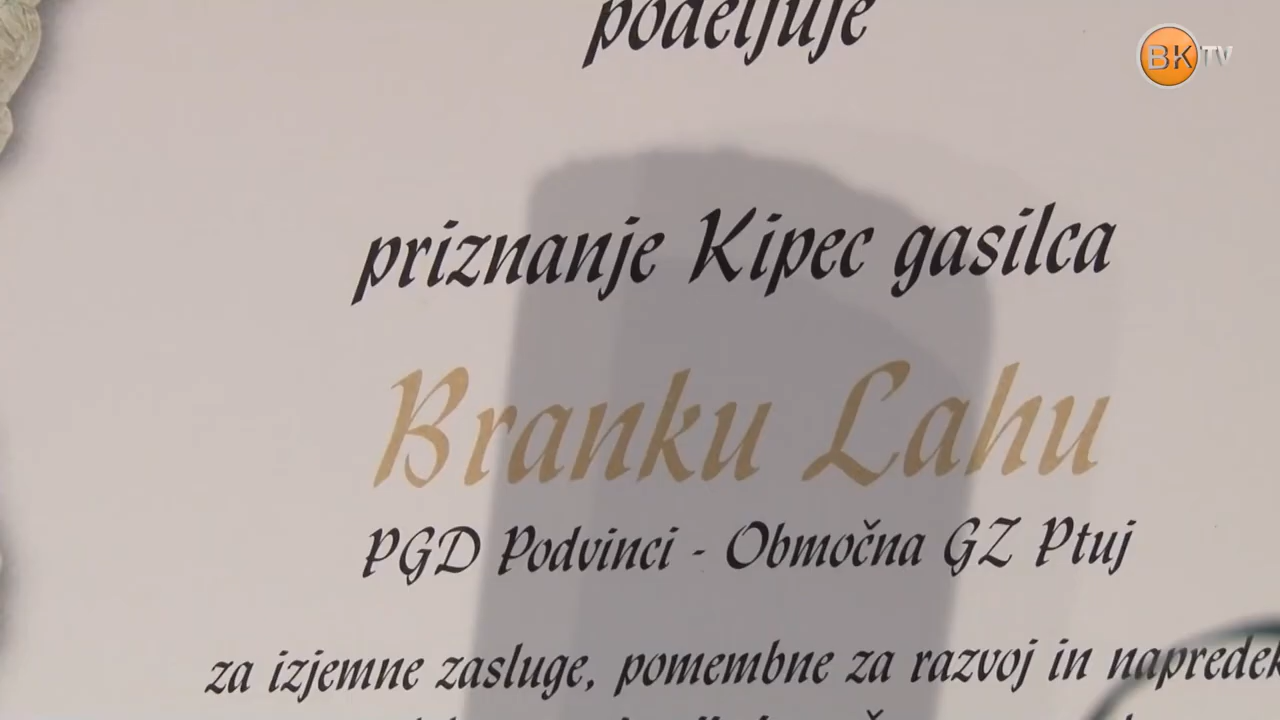 BK TV
podeljuje
priznanje Kipec gasilca
Branku Lahu
PGD Podvinci - Območna GZ Ptuj
za izjemne zasluge, pomembne za razvoj in napredek